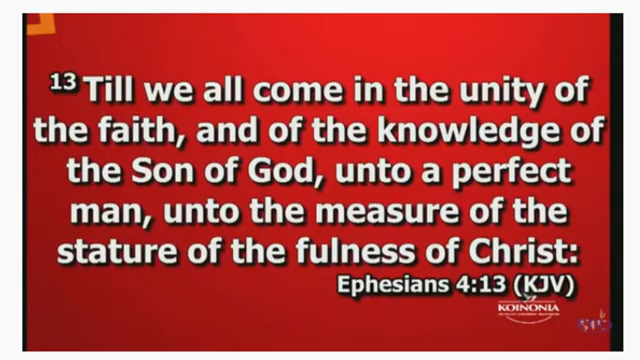 13 Till we all come in the unity of
the faith, and of the knowledge of
the Son of God, unto a perfect
man, unto the measure of the
stature of the fulness of Christ:
Ephesians 4:13 (KJV)
KOINONIA